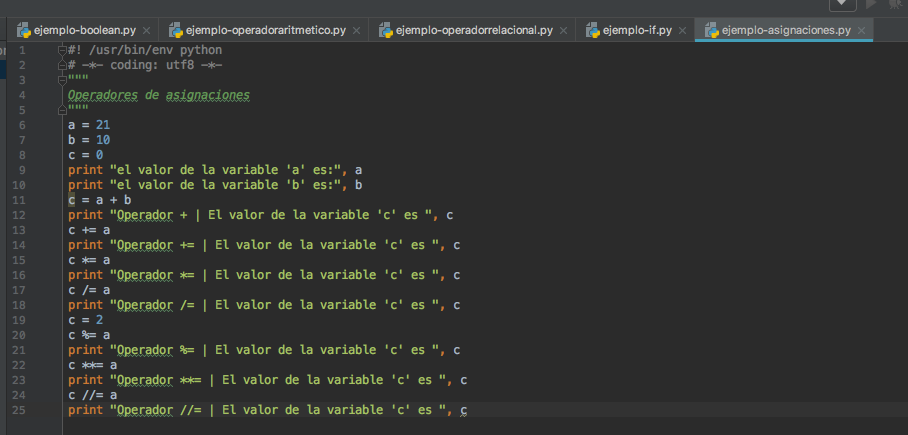 ejemplo-boolean.py ejemplo-operadoraritmetico.py ejemplo-operadorrelacional.py ejemplo-if.py ejemplo-asignaciones.py
1 #! /usr/bin/env python
2 # -*- coding: utf8 -*-
3 """
4 Operadores de asignaciones
5 """
6 a = 21
7 b = 10
8 c = 0
9 print "el valor de la variable 'a' es:", a
10 print "el valor de la variable 'b' es:", b
11 c = a + b
12 print "Operador + | El valor de la variable 'c' es ", c
13 c += a
14 print "Operador += | El valor de la variable 'c' es ", c
15 c *= a
16 print "Operador *= | El valor de la variable 'c' es ", c
17 c /= a
18 print "Operador /= | El valor de la variable 'c' es ", c
19 c = 2
20 c %= a
21 print "Operador %= | El valor de la variable 'c' es ", c
22 c **= a
23 print "Operador **= | El valor de la variable 'c' es ", c
24 c //= a
25 print "Operador //= | El valor de la variable 'c' es ", c